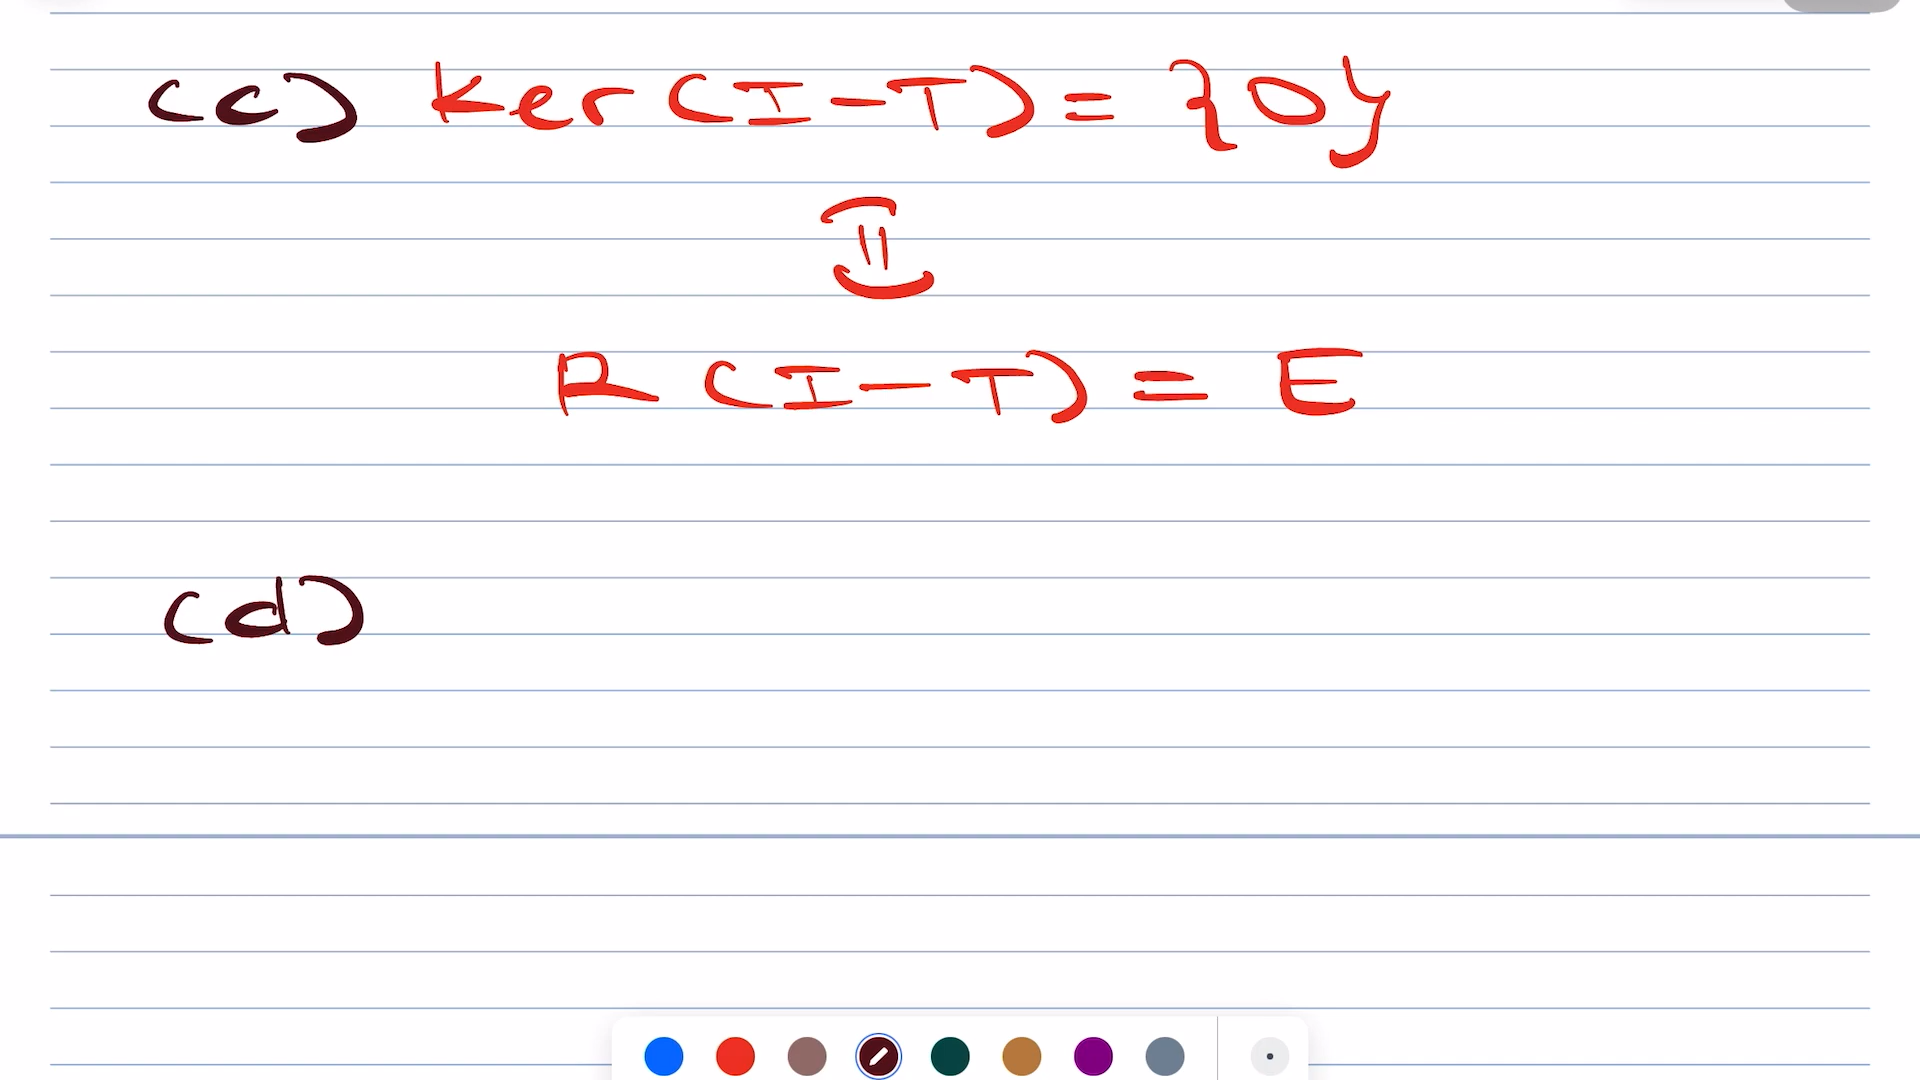 (c) Ker (I-T) = {0}
⇕
R (I-T) = E
(d)